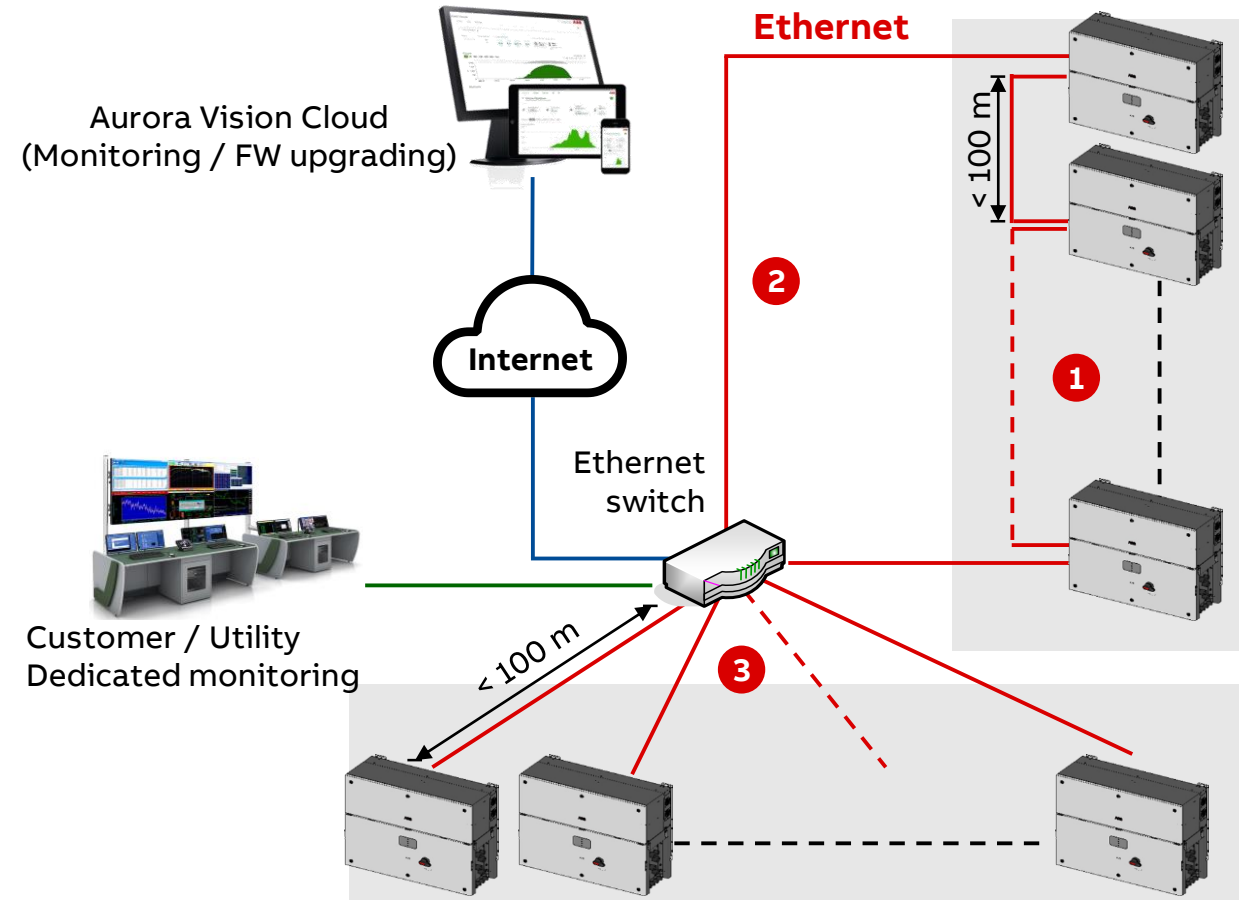 Ethernet
Aurora Vision Cloud
(Monitoring / FW upgrading)
< 100 m
2
Internet
1
Ethernet
switch
Customer / Utility
Dedicated monitoring
< 100 m
3